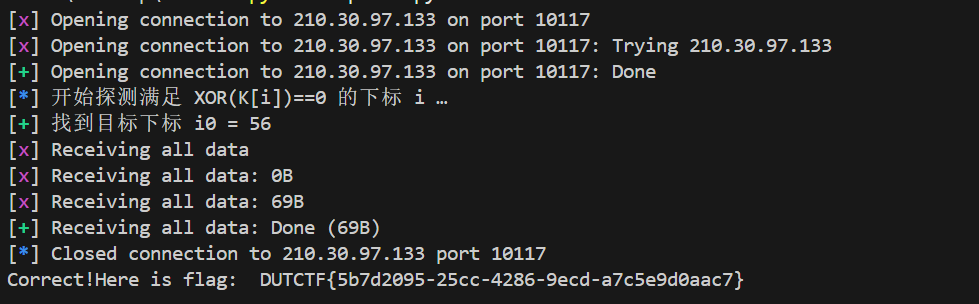 [x] Opening connection to 210.30.97.133 on port 10117
[x] Opening connection to 210.30.97.133 on port 10117: Trying 210.30.97.133
[+] Opening connection to 210.30.97.133 on port 10117: Done
[*] 开始探测满足 XOR(K[i])==0 的下标 i …
[+] 找到目标下标 i0 = 56
[x] Receiving all data
[x] Receiving all data: 0B
[x] Receiving all data: 69B
[+] Receiving all data: Done (69B)
[*] Closed connection to 210.30.97.133 port 10117
Correct!Here is flag:  DUTCTF{5b7d2095-25cc-4286-9ecd-a7c5e9d0aac7}